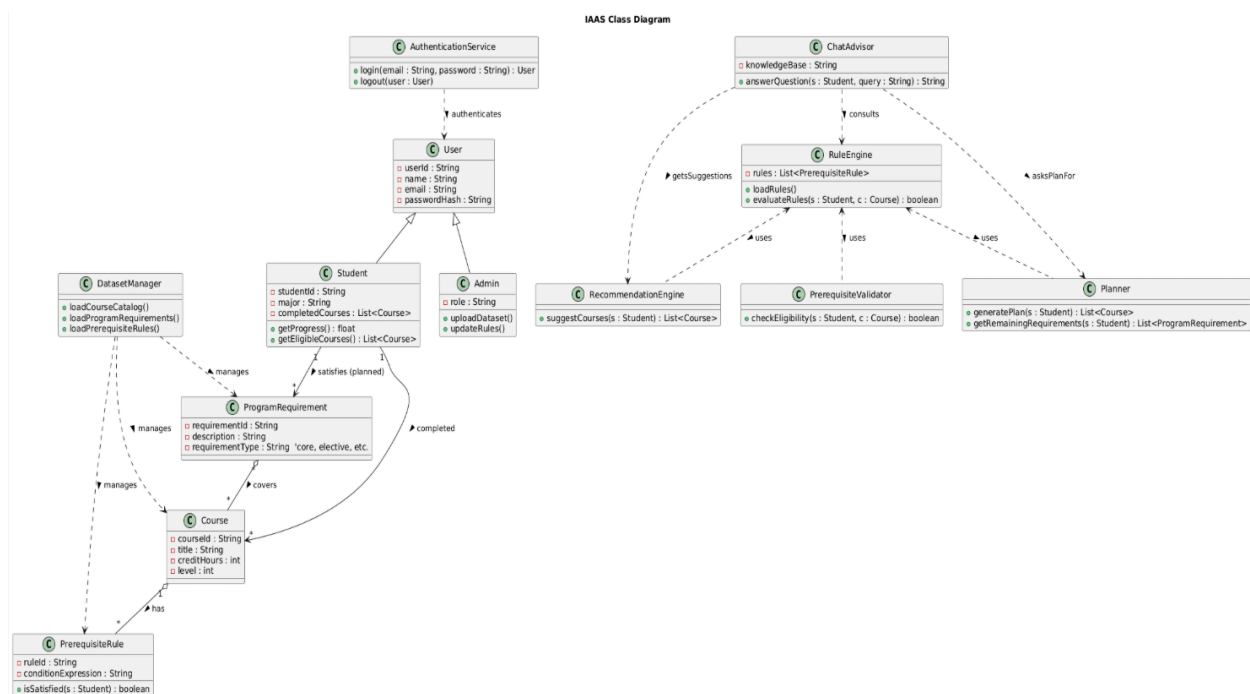 IAAS Class Diagram
C AuthenticationService
login(email : String, password : String) : User
logout(user : User)
C ChatAdvisor
knowledgeBase : String
answerQuestion(s : Student, query : String) : String
authenticates
consults
C User
userId : String
name : String
email : String
passwordHash : String
C RuleEngine
rules : List<PrerequisiteRule>
loadRules()
evaluateRules(s : Student, c : Course) : boolean
getsSuggestions
asksPlanFor
uses
uses
uses
C DatasetManager
loadCourseCatalog()
loadProgramRequirements()
loadPrerequisiteRules()
C Student
studentId : String
major : String
completedCourses : List<Course>
getProgress() : float
getEligibleCourses() : List<Course>
C Admin
role : String
uploadDataset()
updateRules()
C RecommendationEngine
suggestCourses(s : Student) : List<Course>
C PrerequisiteValidator
checkEligibility(s : Student, c : Course) : boolean
C Planner
generatePlan(s : Student) : List<Course>
getRemainingRequirements(s : Student) : List<ProgramRequirement>
1
1
manages
satisfies (planned)
*
C ProgramRequirement
requirementId : String
description : String
requirementType : String 'core, elective, etc.
manages
completed
1
manages
covers
*
*
C Course
courseId : String
title : String
creditHours : int
level : int
1
has
*
C PrerequisiteRule
ruleId : String
conditionExpression : String
isSatisfied(s : Student) : boolean